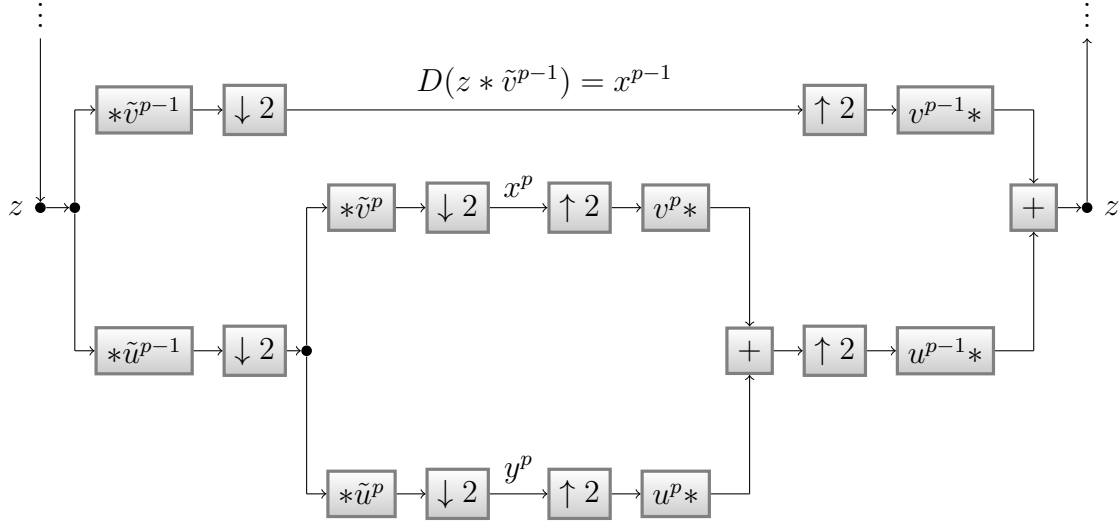 ⋮ ⋮
D(z ∗ ṽ^{p−1}) = x^{p−1}
∗ṽ^{p−1} ↓ 2 ↑ 2 v^{p−1}∗
z ∗ṽ^p ↓ 2 x^p ↑ 2 v^p∗ + z
∗ũ^{p−1} ↓ 2 + ↑ 2 u^{p−1}∗
∗ũ^p ↓ 2 y^p ↑ 2 u^p∗